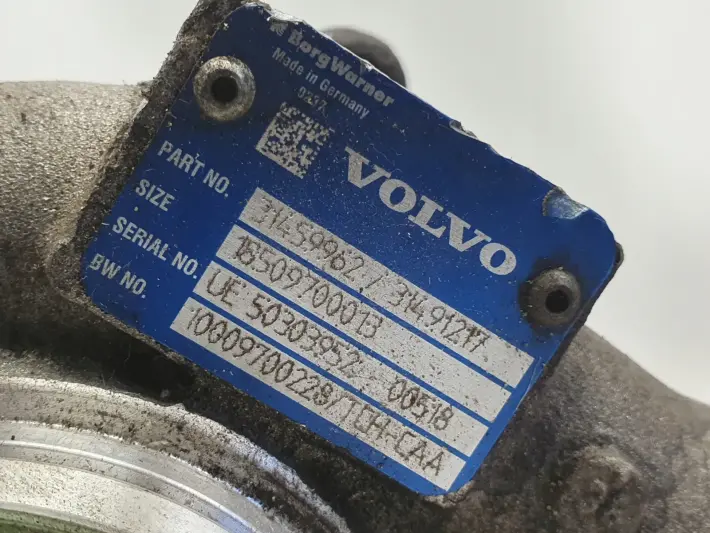 BorgWarner
Made in Germany
VOLVO
PART NO. 31459962 / 31491217
SIZE 18509700013
SERIAL NO. UE 50303952 00518
BW NO. 10009700228/TCH-CAA